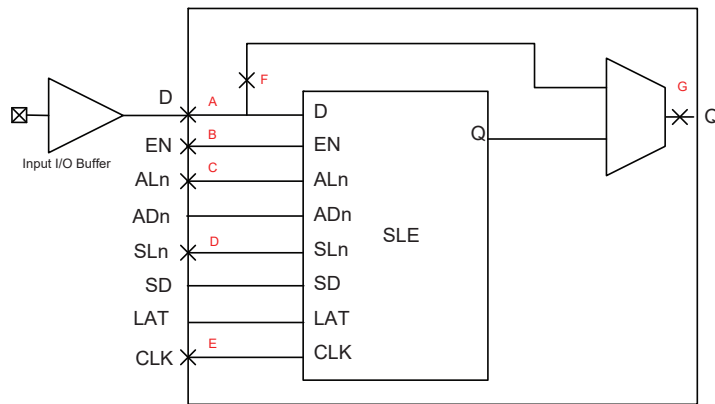 F
D A D
G
Q Q
Input I/O Buffer
EN B EN
ALn C ALn
ADn ADn
SLE
SLn D SLn
SD SD
LAT LAT
CLK E CLK